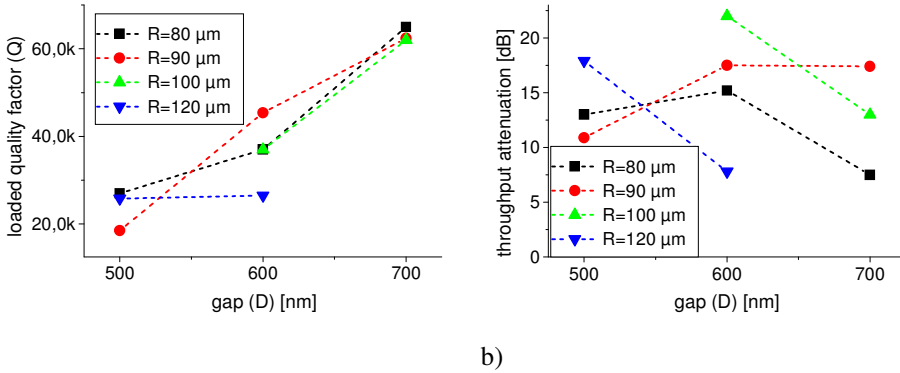 R=80 µm
R=90 µm
R=100 µm
R=120 µm
60,0k
40,0k
20,0k
500
600
700
gap (D) [nm]
loaded quality factor (Q)
20
15
10
5
0
R=80 µm
R=90 µm
R=100 µm
R=120 µm
500
600
700
gap (D) [nm]
throughput attenuation [dB]
b)